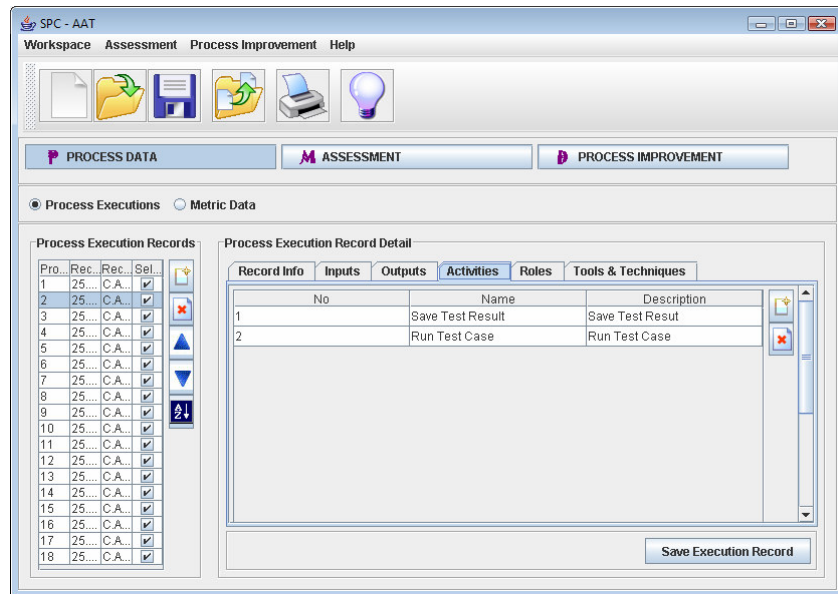 SPC - AAT
Workspace Assessment Process Improvement Help
P PROCESS DATA
M ASSESSMENT
D PROCESS IMPROVEMENT
Process Executions Metric Data
Process Execution Records
Pro... Rec... Rec... Sel...
1 25.... C.A...
2 25.... C.A...
3 25.... C.A...
4 25.... C.A...
5 25.... C.A...
6 25.... C.A...
7 25.... C.A...
8 25.... C.A...
9 25.... C.A...
10 25.... C.A...
11 25.... C.A...
12 25.... C.A...
13 25.... C.A...
14 25.... C.A...
15 25.... C.A...
16 25.... C.A...
17 25.... C.A...
18 25.... C.A...
A
Z
Process Execution Record Detail
Record Info Inputs Outputs Activities Roles Tools & Techniques
No Name Description
1 Save Test Result Save Test Resut
2 Run Test Case Run Test Case
Save Execution Record